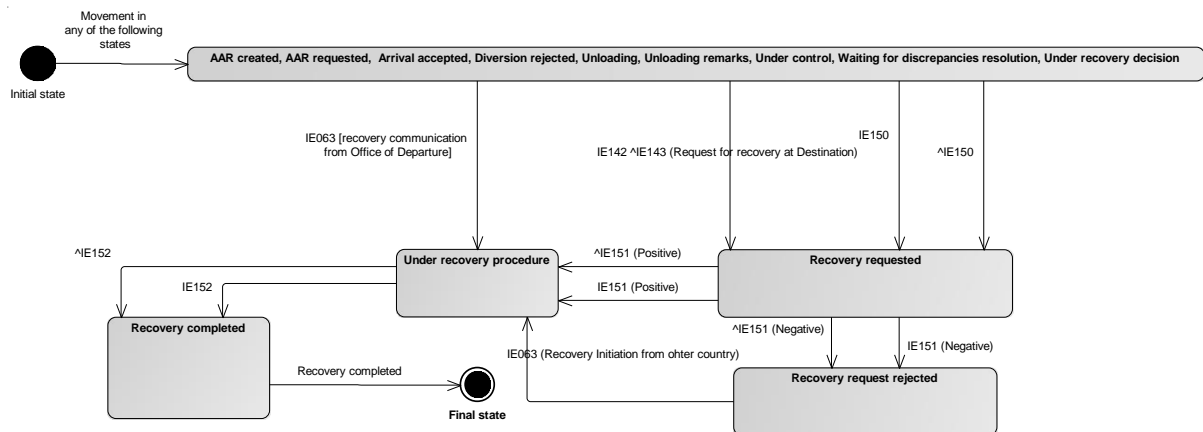 Movement in
any of the following
states
AAR created, AAR requested, Arrival accepted, Diversion rejected, Unloading, Unloading remarks, Under control, Waiting for discrepancies resolution, Under recovery decision
Initial state
IE063 [recovery communication
from Office of Departure]
IE142 ^IE143 (Request for recovery at Destination)
IE150
^IE150
^IE152
IE152
Under recovery procedure
^IE151 (Positive)
IE151 (Positive)
Recovery requested
Recovery completed
^IE151 (Negative)
IE151 (Negative)
IE063 (Recovery Initiation from ohter country)
Recovery completed
Recovery request rejected
Final state